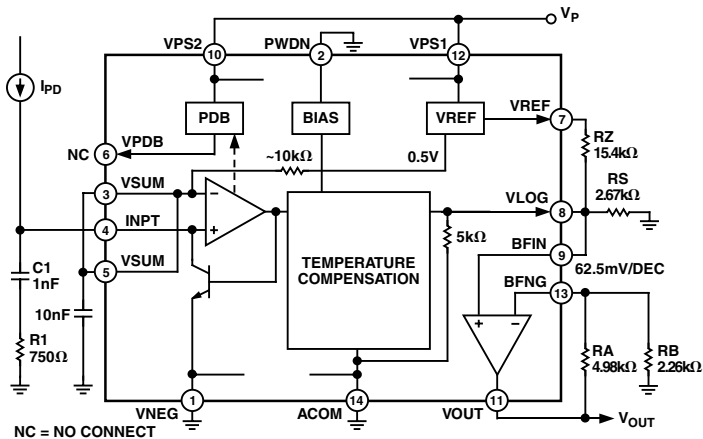 VP
VPS2
PWDN
VPS1
10
2
12
IPD
PDB
BIAS
VREF
VREF
7
VPDB
NC
6
RZ
15.4kΩ
~10kΩ
0.5V
3
VSUM
−
RS
2.67kΩ
VLOG
8
4
INPT
+
5kΩ
BFIN
9
5
VSUM
TEMPERATURE
COMPENSATION
62.5mV/DEC
C1
1nF
BFNG
13
10nF
+
−
R1
750Ω
RA
4.98kΩ
RB
2.26kΩ
1
14
11
VNEG
ACOM
VOUT
VOUT
NC = NO CONNECT